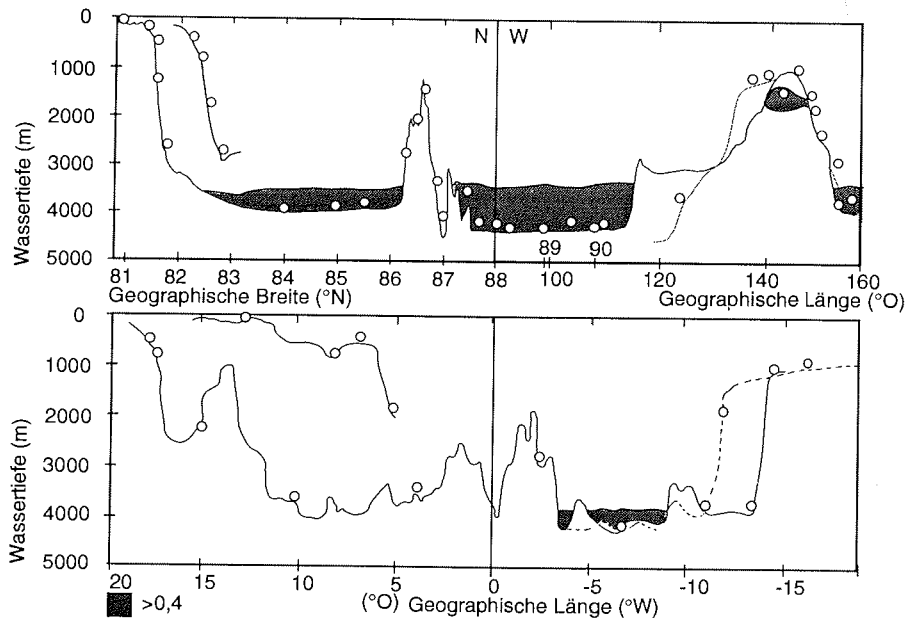 0
1000
2000
3000
4000
5000
Wassertiefe (m)
N W
89 90
81 82 83 84 85 86 87 88 100 120 140 160
Geographische Breite (°N) Geographische Länge (°O)
0
1000
2000
3000
4000
5000
Wassertiefe (m)
20 15 10 5 0 -5 -10 -15
>0,4 (°O) Geographische Länge (°W)